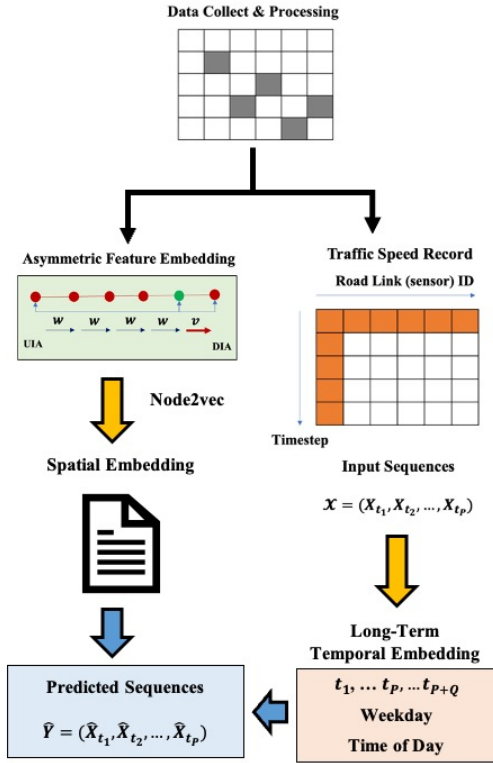 Data Collect & Processing
Asymmetric Feature Embedding
w w w w v
UIA DIA
Node2vec
Spatial Embedding
Traffic Speed Record
Road Link (sensor) ID
Timestep
Input Sequences
𝒳 = (X_{t_1}, X_{t_2}, ..., X_{t_P})
Long-Term
Temporal Embedding
t_1, ... t_P, ... t_{P+Q}
Weekday
Time of Day
Predicted Sequences
Ŷ = (X̂_{t_1}, X̂_{t_2}, ..., X̂_{t_P})